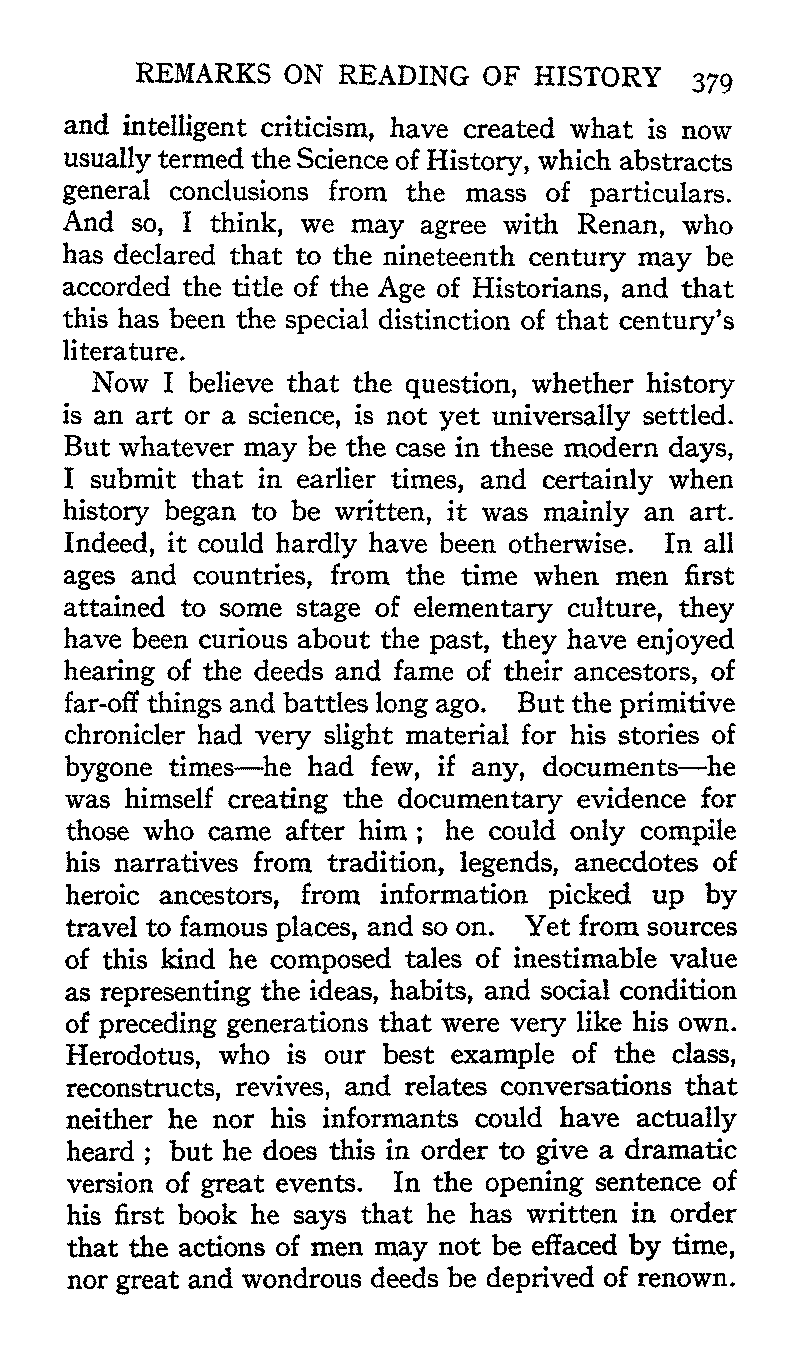 REMARKS ON READING OF HISTORY 379
and intelligent criticism, have created what is now
usually termed the Science of History, which abstracts
general conclusions from the mass of particulars.
And so, I think, we may agree with Renan, who
has declared that to the nineteenth century may be
accorded the title of the Age of Historians, and that
this has been the special distinction of that century's
literature.
Now I believe that the question, whether history
is an art or a science, is not yet universally settled.
But whatever may be the case in these modern days,
I submit that in earlier times, and certainly when
history began to be written, it was mainly an art.
Indeed, it could hardly have been otherwise. In all
ages and countries, from the time when men first
attained to some stage of elementary culture, they
have been curious about the past, they have enjoyed
hearing of the deeds and fame of their ancestors, of
far-off things and battles long ago. But the primitive
chronicler had very slight material for his stories of
bygone times—he had few, if any, documents—he
was himself creating the documentary evidence for
those who came after him ; he could only compile
his narratives from tradition, legends, anecdotes of
heroic ancestors, from information picked up by
travel to famous places, and so on. Yet from sources
of this kind he composed tales of inestimable value
as representing the ideas, habits, and social condition
of preceding generations that were very like his own.
Herodotus, who is our best example of the class,
reconstructs, revives, and relates conversations that
neither he nor his informants could have actually
heard ; but he does this in order to give a dramatic
version of great events. In the opening sentence of
his first book he says that he has written in order
that the actions of men may not be effaced by time,
nor great and wondrous deeds be deprived of renown.